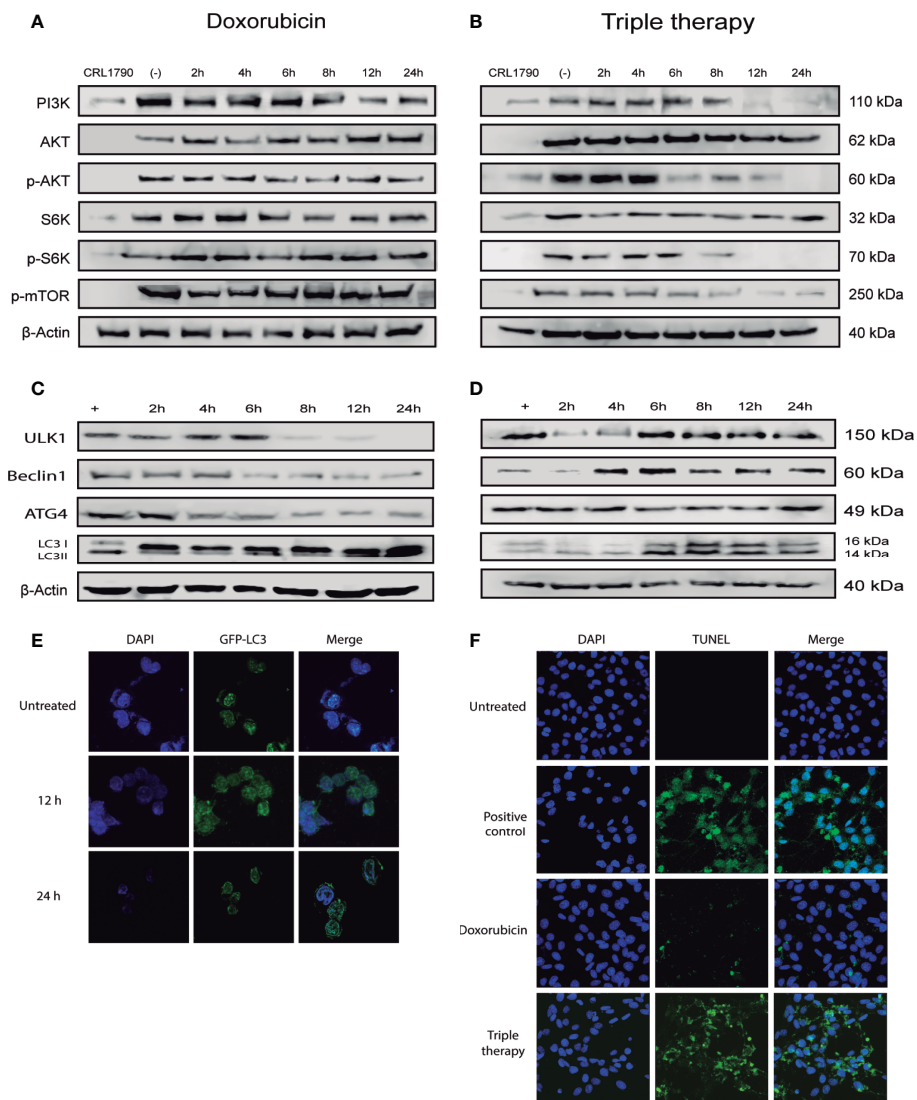 A Doxorubicin
CRL1790 (-) 2h 4h 6h 8h 12h 24h
PI3K
AKT
p-AKT
S6K
p-S6K
p-mTOR
β-Actin
B Triple therapy
CRL1790 (-) 2h 4h 6h 8h 12h 24h
110 kDa
62 kDa
60 kDa
32 kDa
70 kDa
250 kDa
40 kDa
C
+ 2h 4h 6h 8h 12h 24h
ULK1
Beclin1
ATG4
LC3 I
LC3II
β-Actin
D
+ 2h 4h 6h 8h 12h 24h
150 kDa
60 kDa
49 kDa
16 kDa
14 kDa
40 kDa
E
DAPI GFP-LC3 Merge
Untreated
12 h
24 h
F
DAPI TUNEL Merge
Untreated
Positive
control
Doxorubicin
Triple
therapy